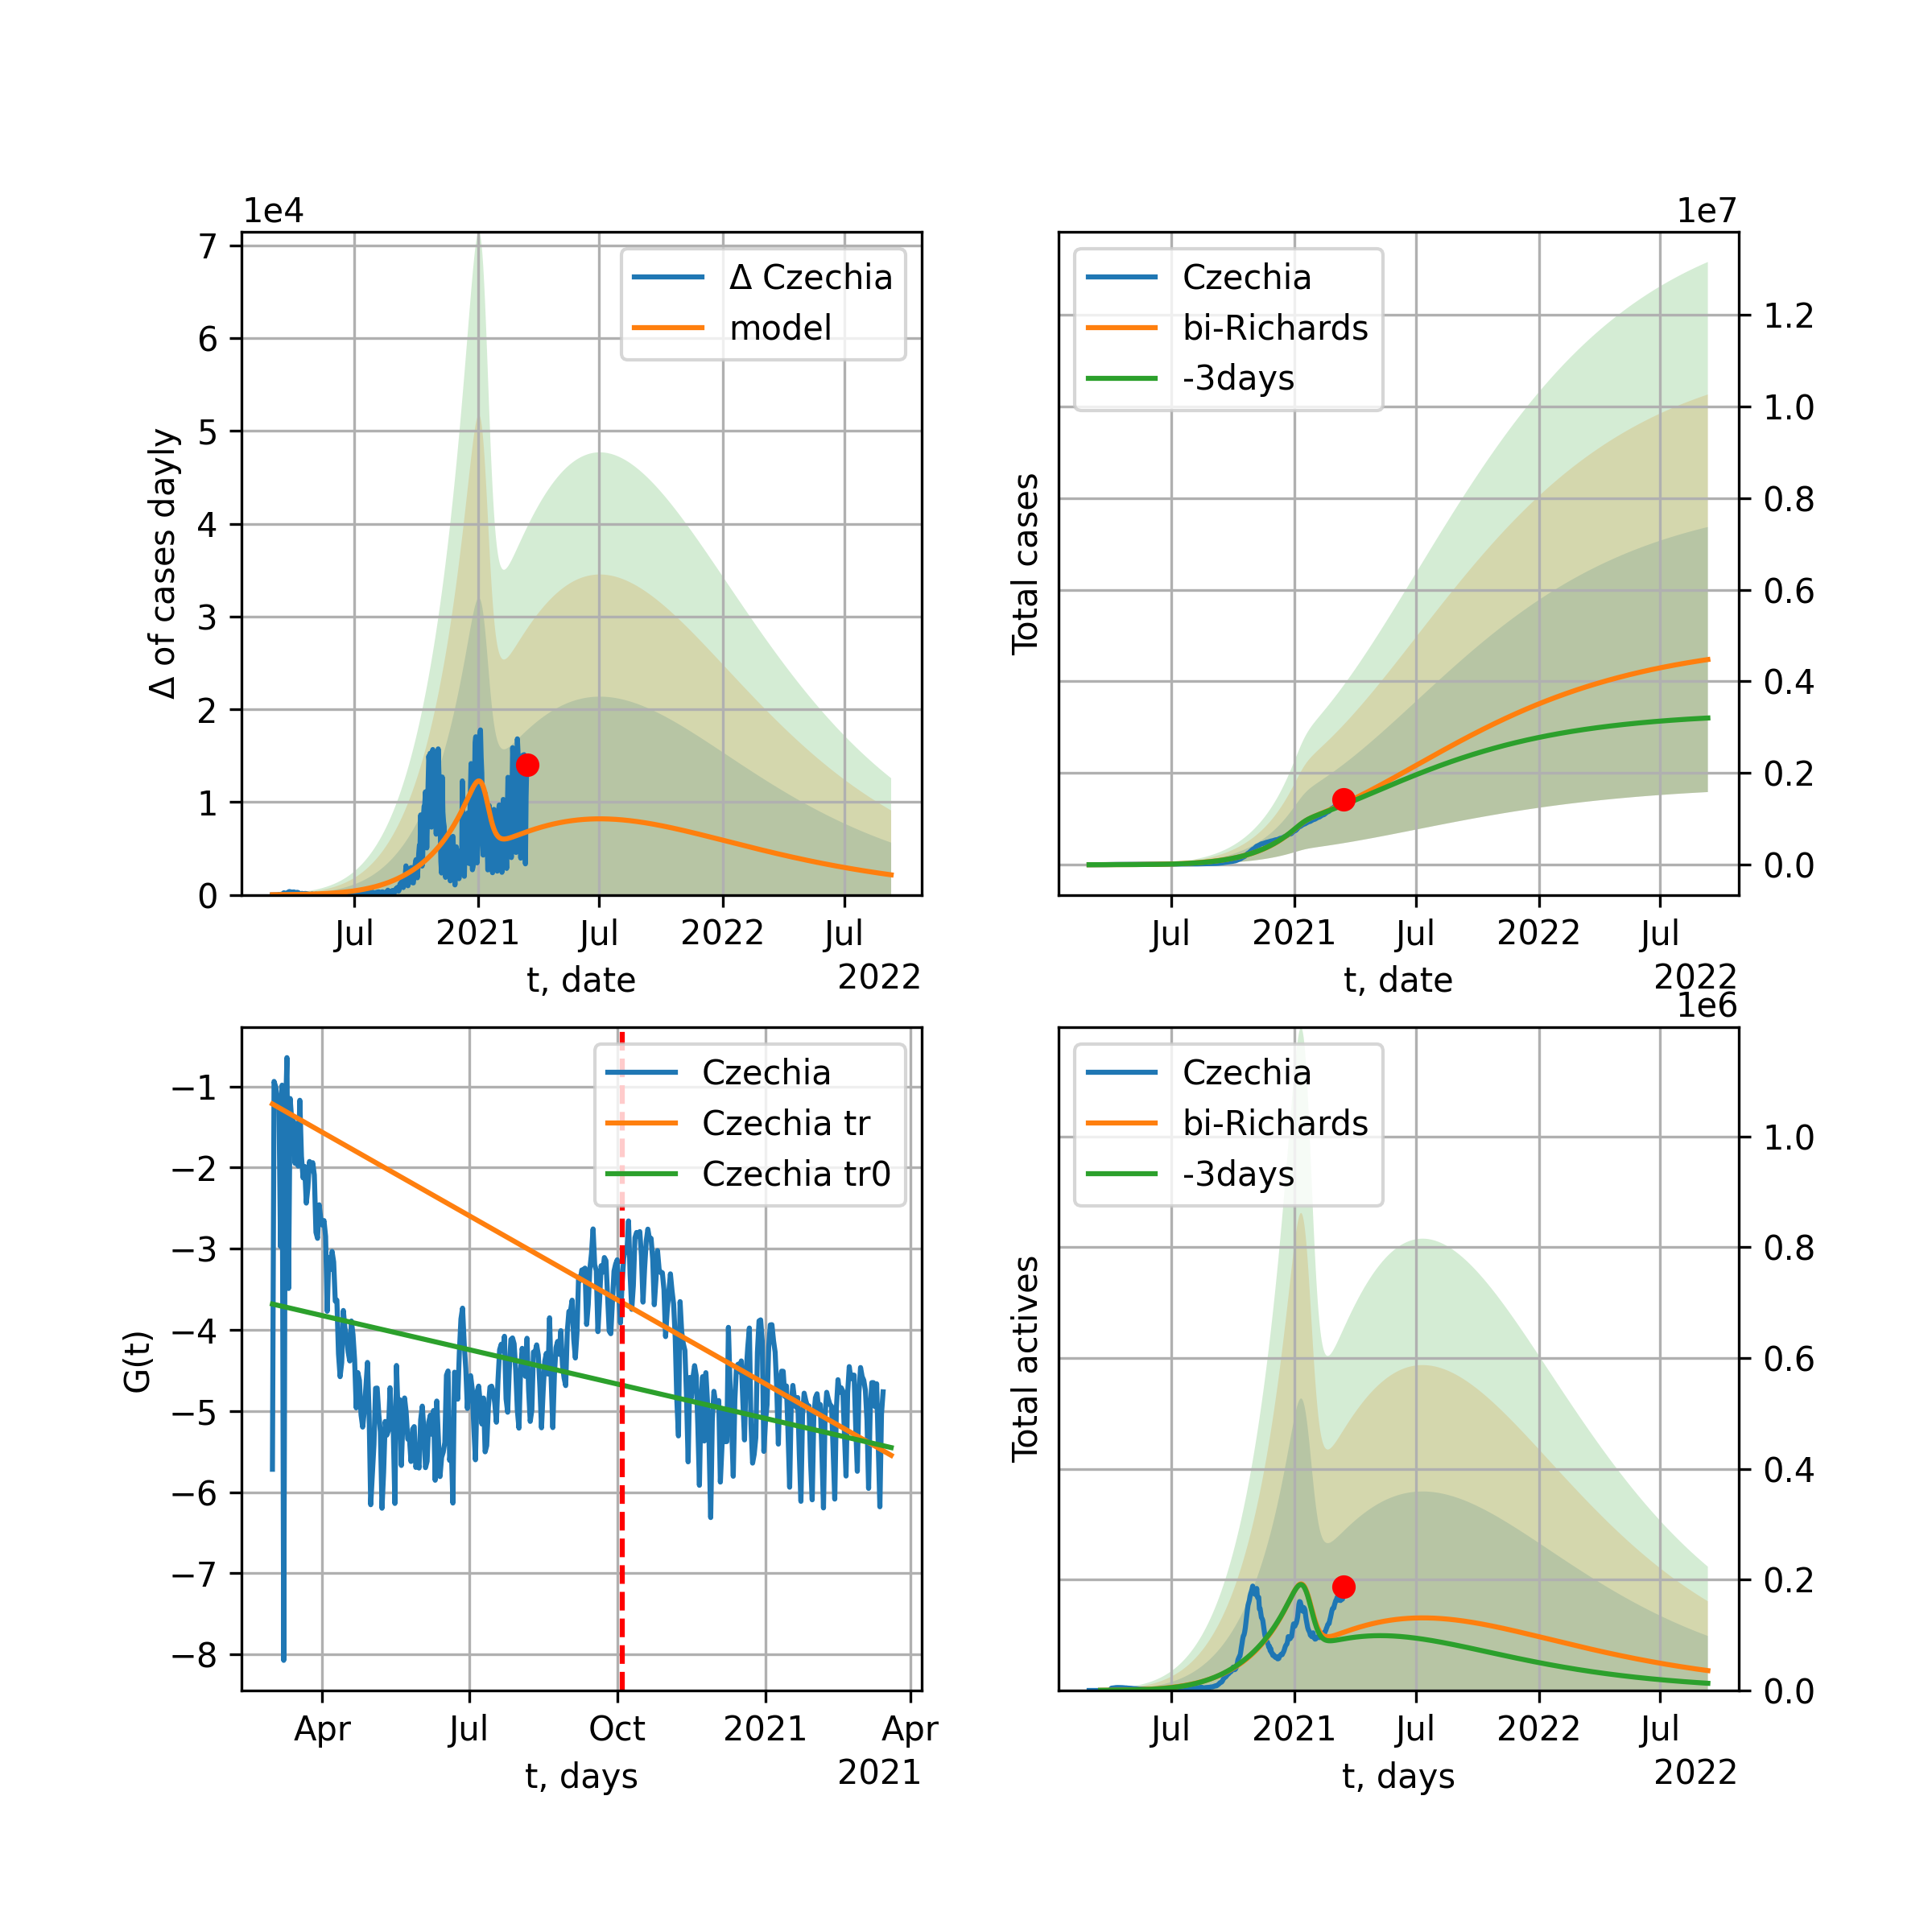 1e4
7
6
5
4
3
2
1
0
Δ of cases dayly
Δ Czechia
model
Jul 2021 Jul 2022 Jul
t, date
2022
1e7
Total cases
Czechia
bi-Richards
-3days
1.2
1.0
0.8
0.6
0.4
0.2
0.0
Jul 2021 Jul 2022 Jul
t, date
2022
G(t)
−1
−2
−3
−4
−5
−6
−7
−8
Czechia
Czechia tr
Czechia tr0
Apr Jul Oct 2021 Apr
t, days
2021
1e6
Total actives
Czechia
bi-Richards
-3days
1.0
0.8
0.6
0.4
0.2
0.0
Jul 2021 Jul 2022 Jul
t, days
2022